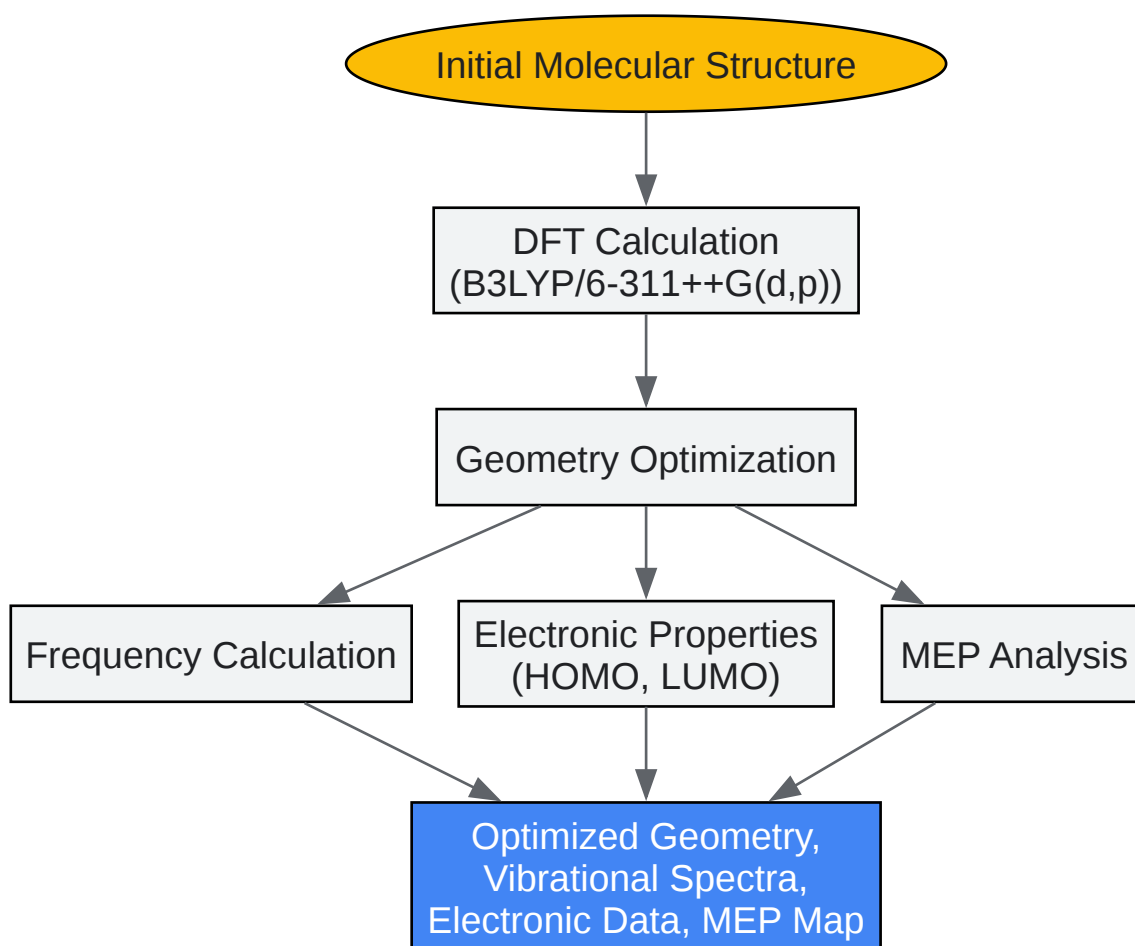 Initial Molecular Structure
DFT Calculation
(B3LYP/6-311++G(d,p))
Geometry Optimization
Frequency Calculation
Electronic Properties
(HOMO, LUMO)
MEP Analysis
Optimized Geometry,
Vibrational Spectra,
Electronic Data, MEP Map